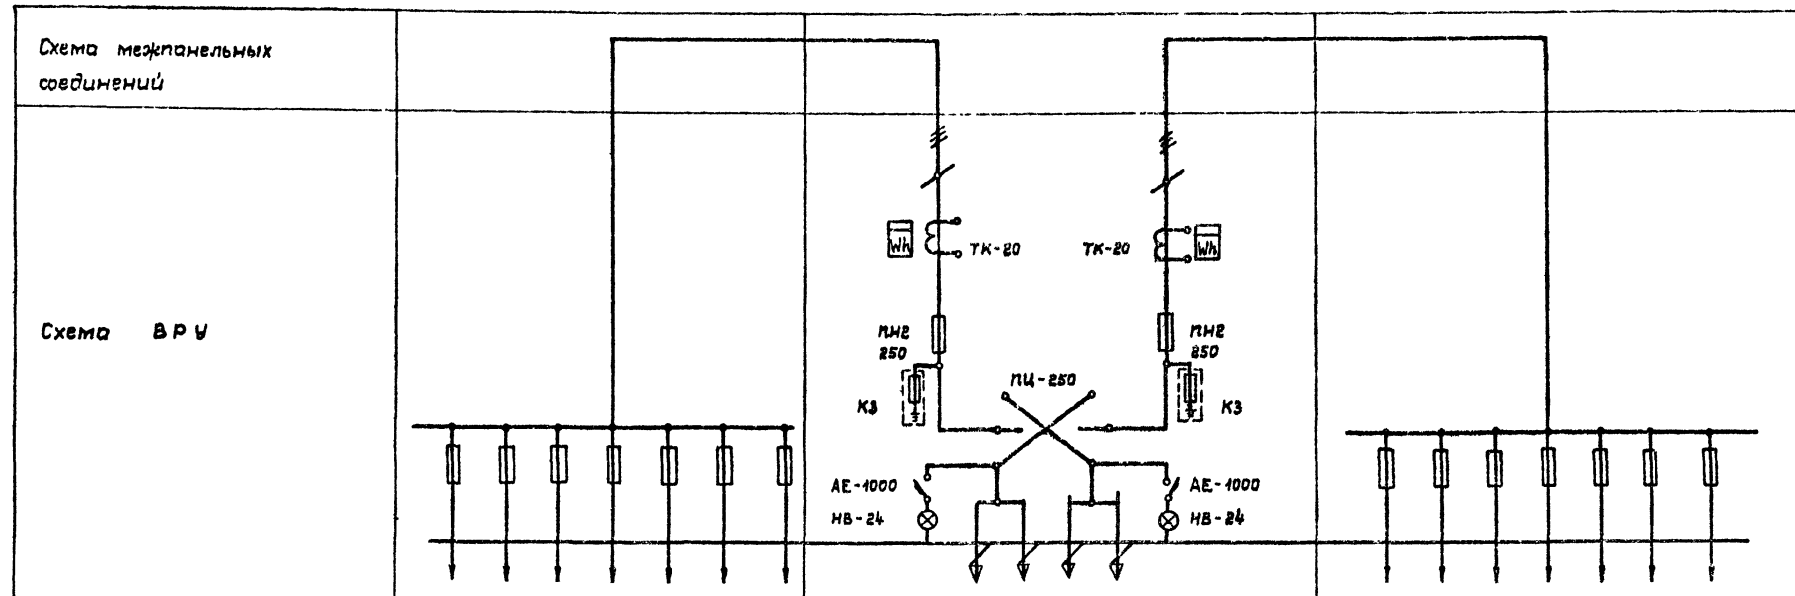 Схема межпанельных
соединений
Схема ВРУ
Wh
ТК-20
ТК-20
Wh
ПН2
250
ПН2
250
КЗ
ПЦ-250
КЗ
АЕ-1000
НВ-24
АЕ-1000
НВ-24